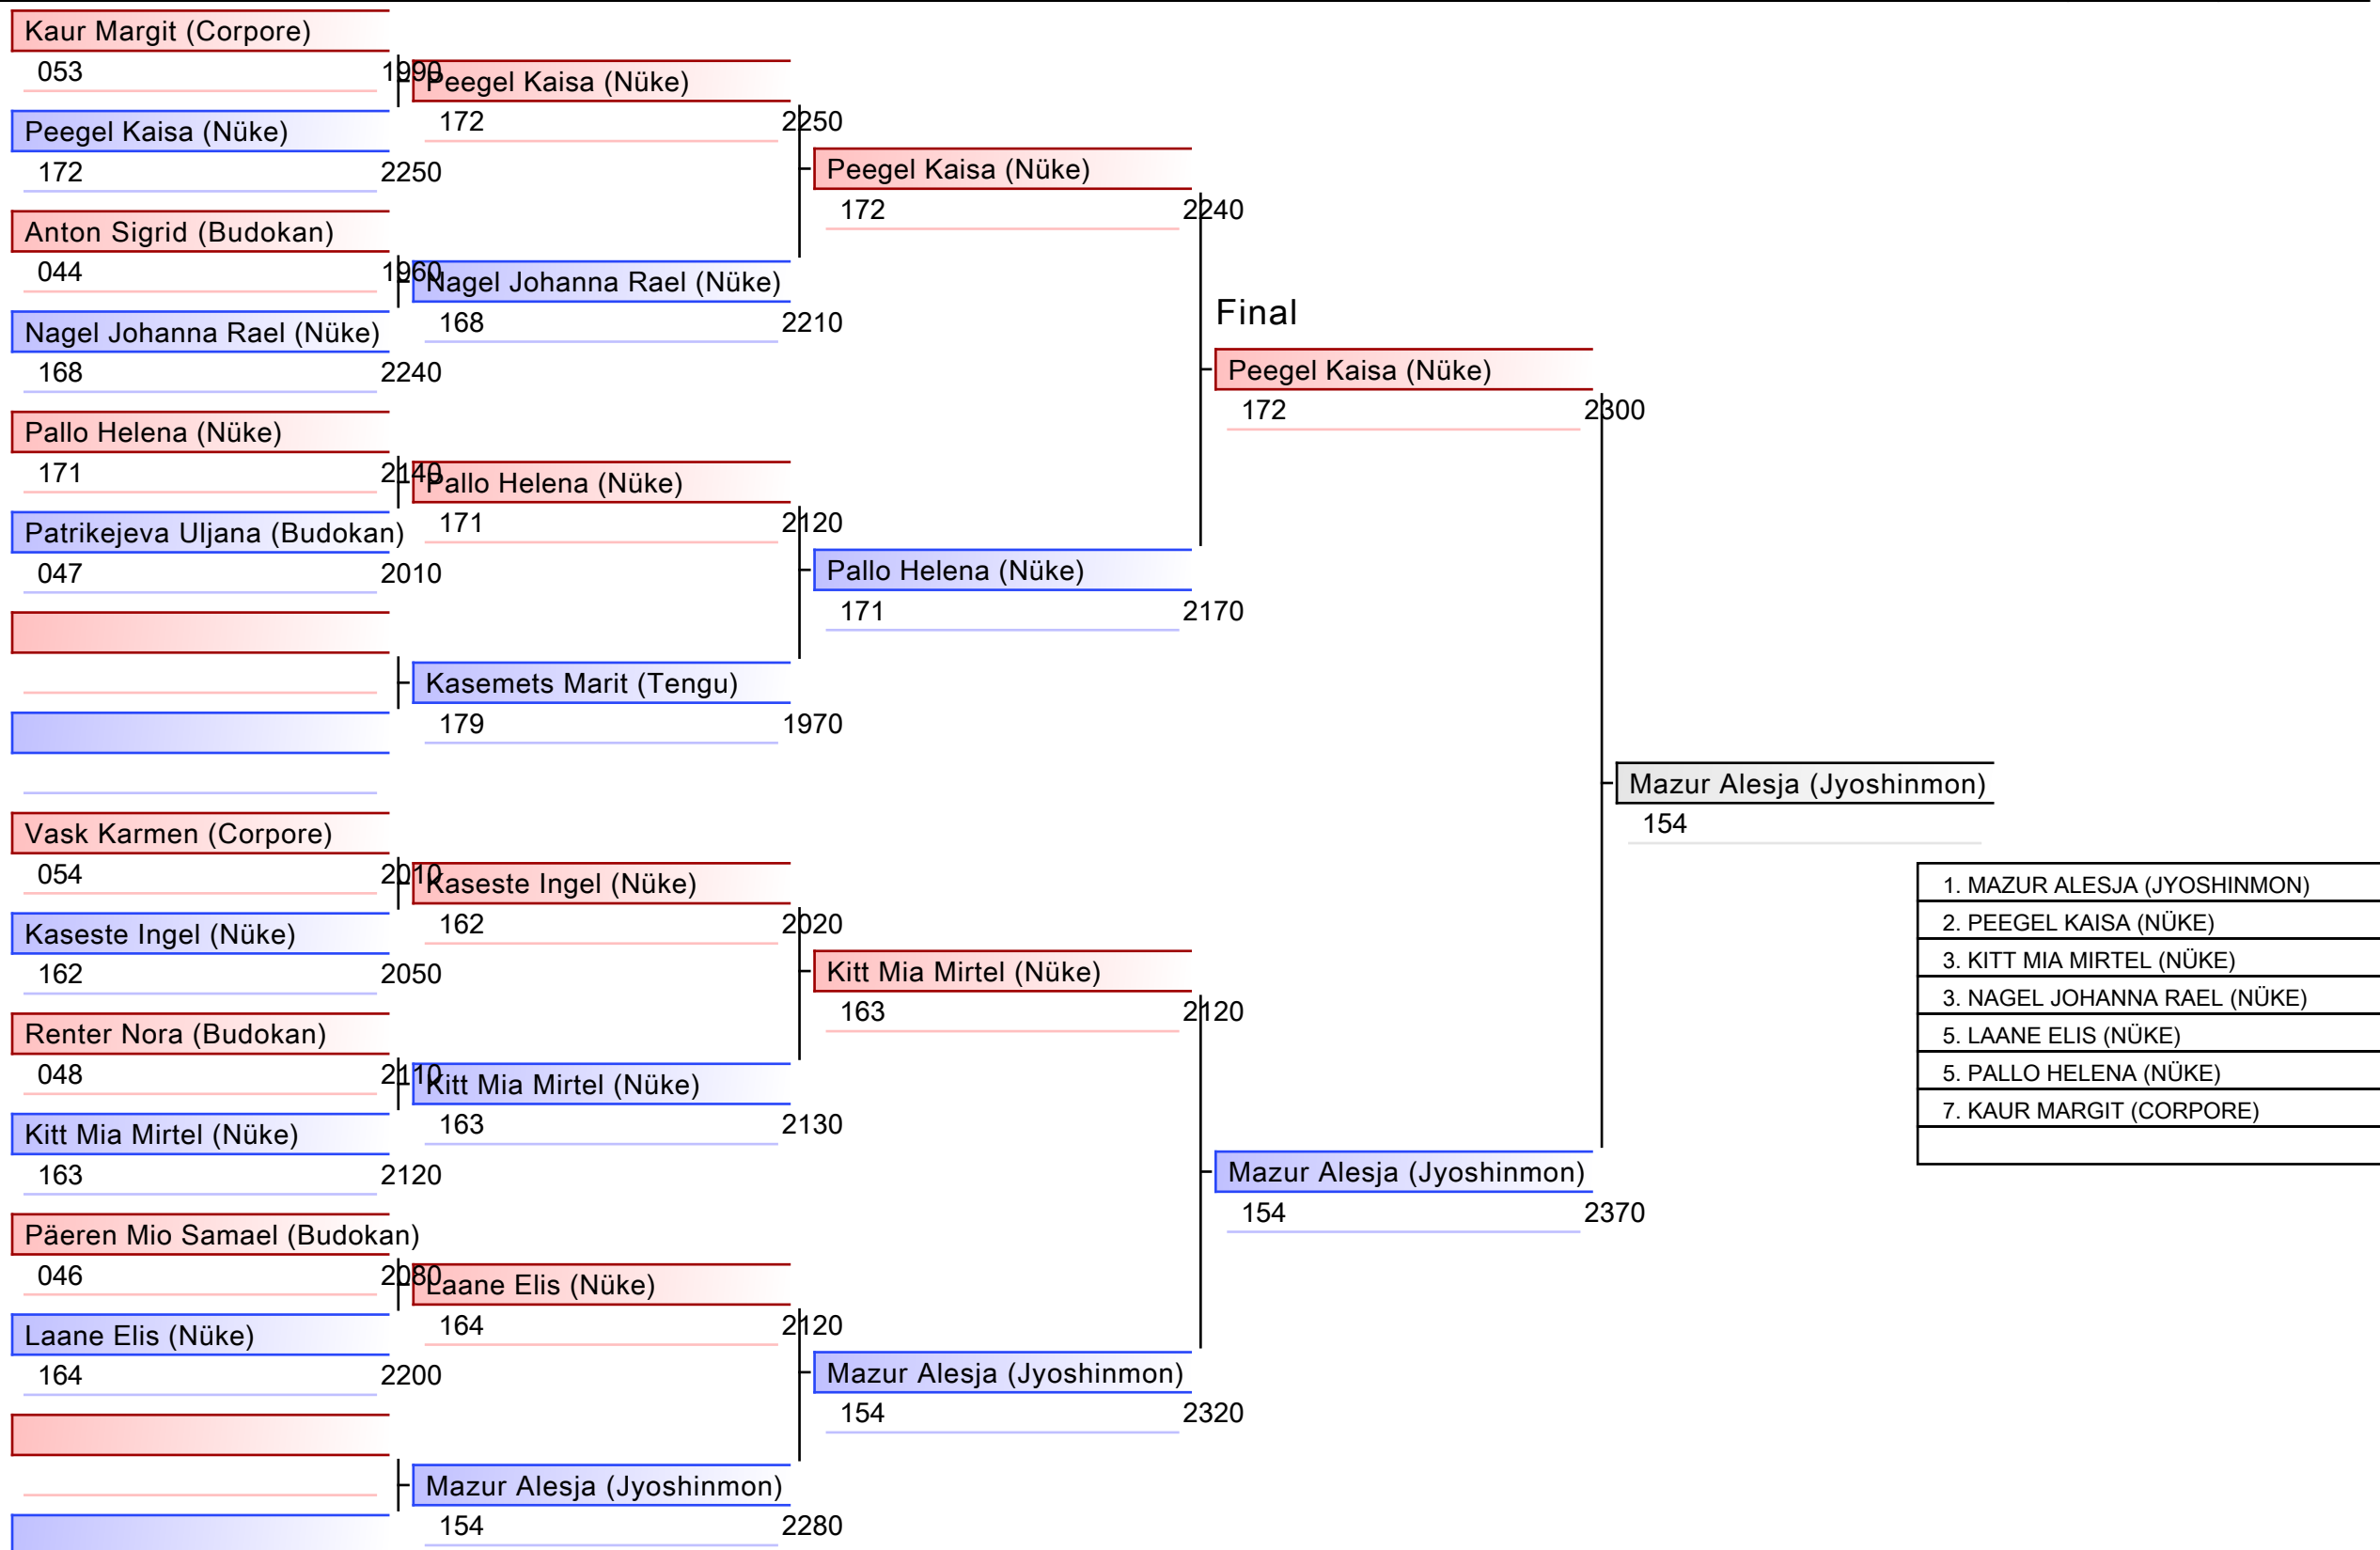 Kaur Margit (Corpore)
053 1990
Peegel Kaisa (Nüke)
172 2250
Anton Sigrid (Budokan)
044 1960
Nagel Johanna Rael (Nüke)
168 2240
Pallo Helena (Nüke)
171 2140
Patrikejeva Uljana (Budokan)
047 2010
Vask Karmen (Corpore)
054 2010
Kaseste Ingel (Nüke)
162 2050
Renter Nora (Budokan)
048 2110
Kitt Mia Mirtel (Nüke)
163 2120
Päeren Mio Samael (Budokan)
046 2080
Laane Elis (Nüke)
164 2200
Peegel Kaisa (Nüke)
172 2250
Nagel Johanna Rael (Nüke)
168 2210
Pallo Helena (Nüke)
171 2120
Kasemets Marit (Tengu)
179 1970
Kaseste Ingel (Nüke)
162 2020
Kitt Mia Mirtel (Nüke)
163 2130
Laane Elis (Nüke)
164 2120
Mazur Alesja (Jyoshinmon)
154 2280
Peegel Kaisa (Nüke)
172 2240
Pallo Helena (Nüke)
171 2170
Kitt Mia Mirtel (Nüke)
163 2120
Mazur Alesja (Jyoshinmon)
154 2320
Final
Peegel Kaisa (Nüke)
172 2300
Mazur Alesja (Jyoshinmon)
154 2370
Mazur Alesja (Jyoshinmon)
154
1. MAZUR ALESJA (JYOSHINMON)
2. PEEGEL KAISA (NÜKE)
3. KITT MIA MIRTEL (NÜKE)
3. NAGEL JOHANNA RAEL (NÜKE)
5. LAANE ELIS (NÜKE)
5. PALLO HELENA (NÜKE)
7. KAUR MARGIT (CORPORE)